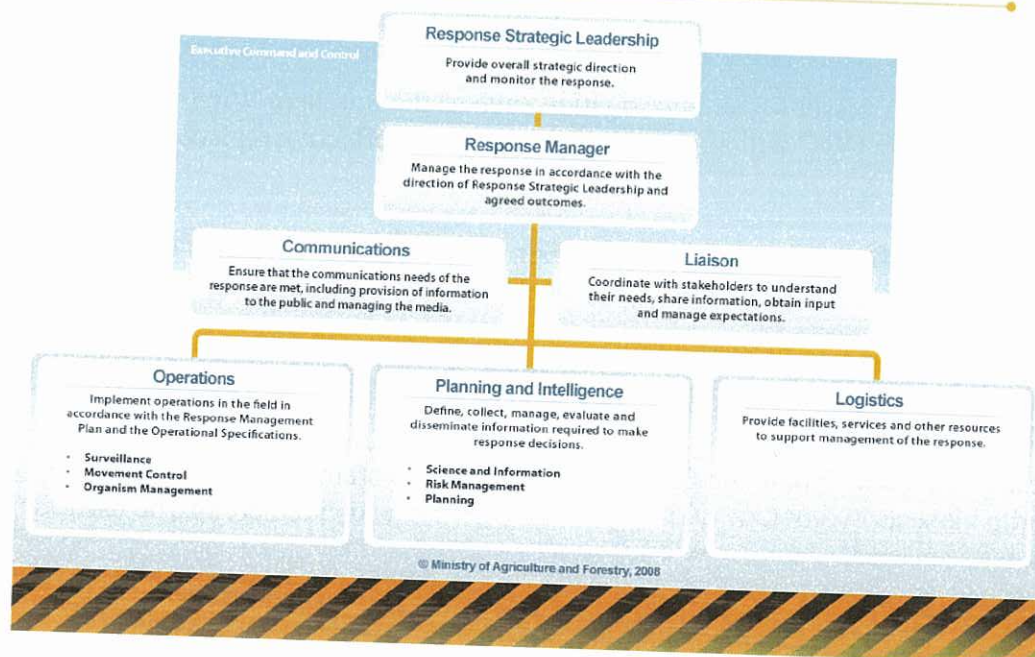 Executive Command and Control
Response Strategic Leadership
Provide overall strategic direction
and monitor the response.
Response Manager
Manage the response in accordance with the
direction of Response Strategic Leadership and
agreed outcomes.
Communications
Ensure that the communications needs of the
response are met, including provision of information
to the public and managing the media.
Liaison
Coordinate with stakeholders to understand
their needs, share information, obtain input
and manage expectations.
Operations
Implement operations in the field in
accordance with the Response Management
Plan and the Operational Specifications.
• Surveillance
• Movement Control
• Organism Management
Planning and Intelligence
Define, collect, manage, evaluate and
disseminate information required to make
response decisions.
• Science and Information
• Risk Management
• Planning
Logistics
Provide facilities, services and other resources
to support management of the response.
© Ministry of Agriculture and Forestry, 2008